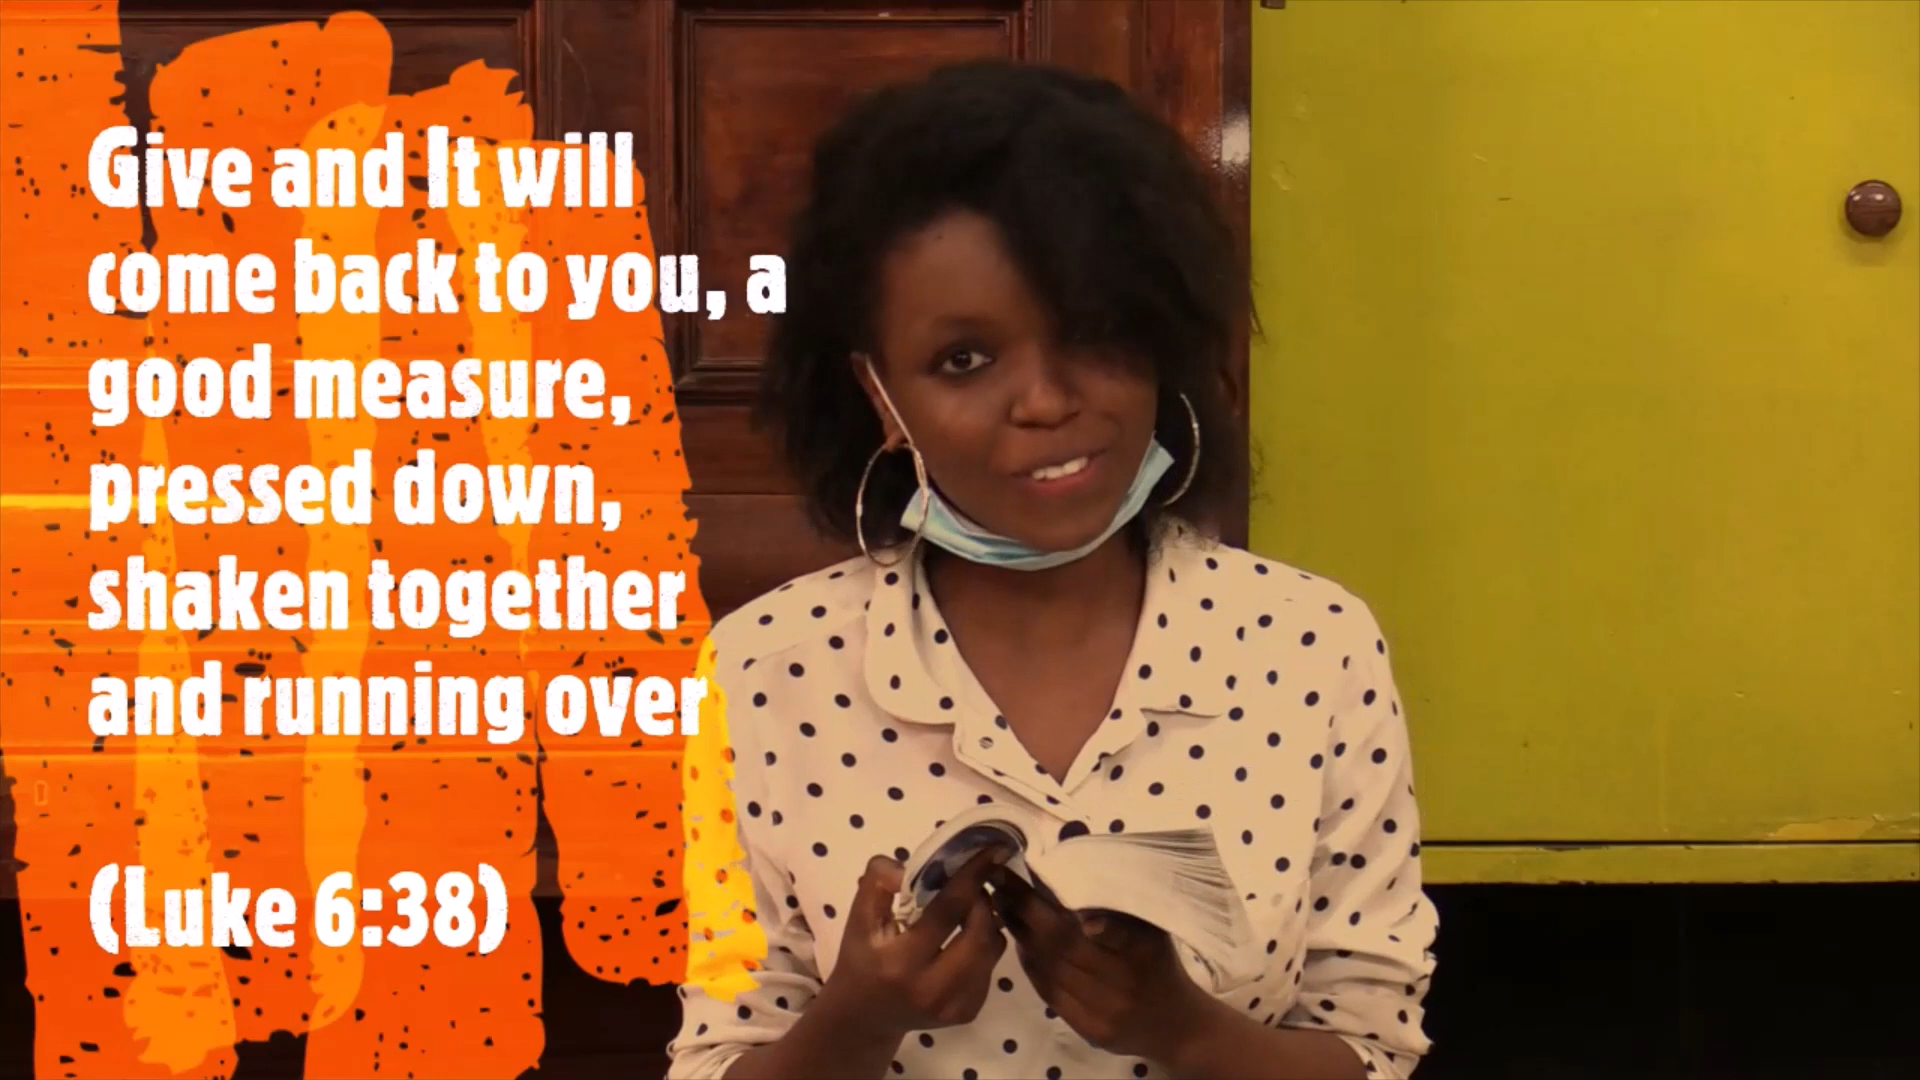 Give and It will
come back to you, a
good measure,
pressed down,
shaken together
and running over
(Luke 6:38)